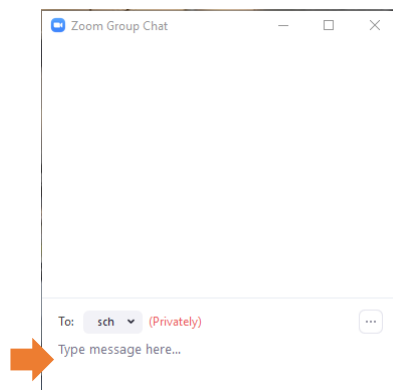 Zoom Group Chat
To: sch (Privately)
Type message here...